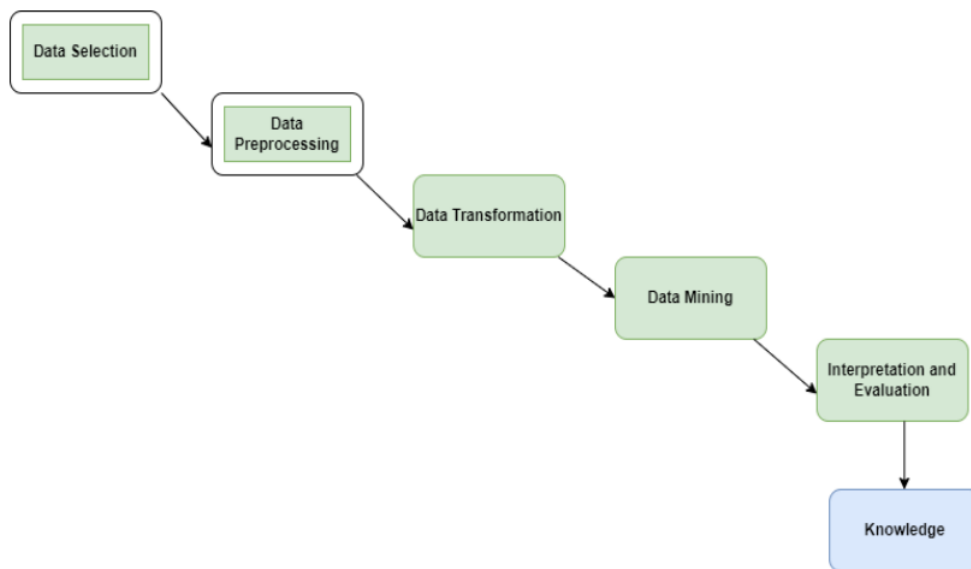 Data Selection
Data
Preprocessing
Data Transformation
Data Mining
Interpretation and
Evaluation
Knowledge